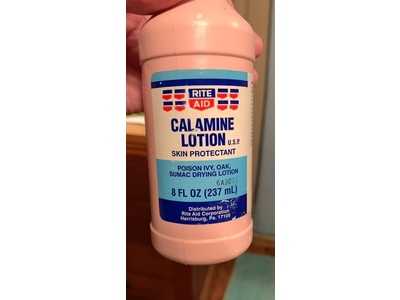 RITE
AID
CALAMINE
LOTION U.S.P.
SKIN PROTECTANT
POISON IVY, OAK,
SUMAC DRYING LOTION
8 FL OZ (237 mL)
Distributed by
Rite Aid Corporation
Harrisburg, Pa. 17105